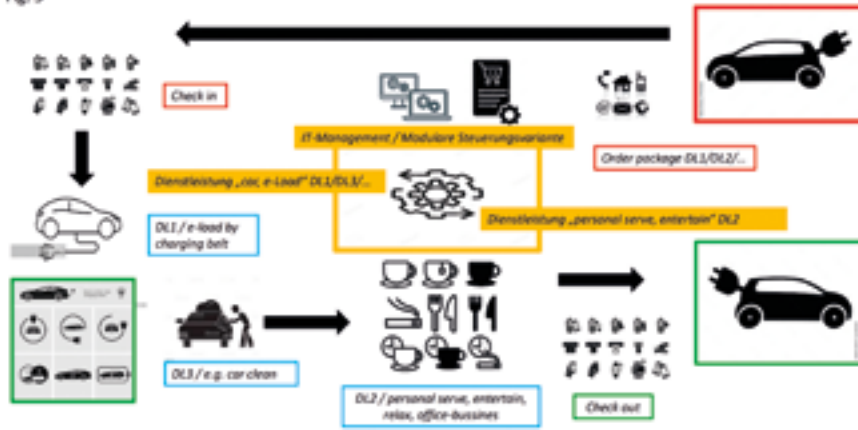 Check in
IT-Management / Modulare Steuerungsvariante
Order package DL1/DL2/...
Dienstleistung „car, e-Load" DL1/DL3/...
Dienstleistung „personal serve, entertain" DL2
DL1 / e-load by
charging belt
DL3 / e.g. car clean
DL2 / personal serve, entertain,
relax, office-bussines
Check out